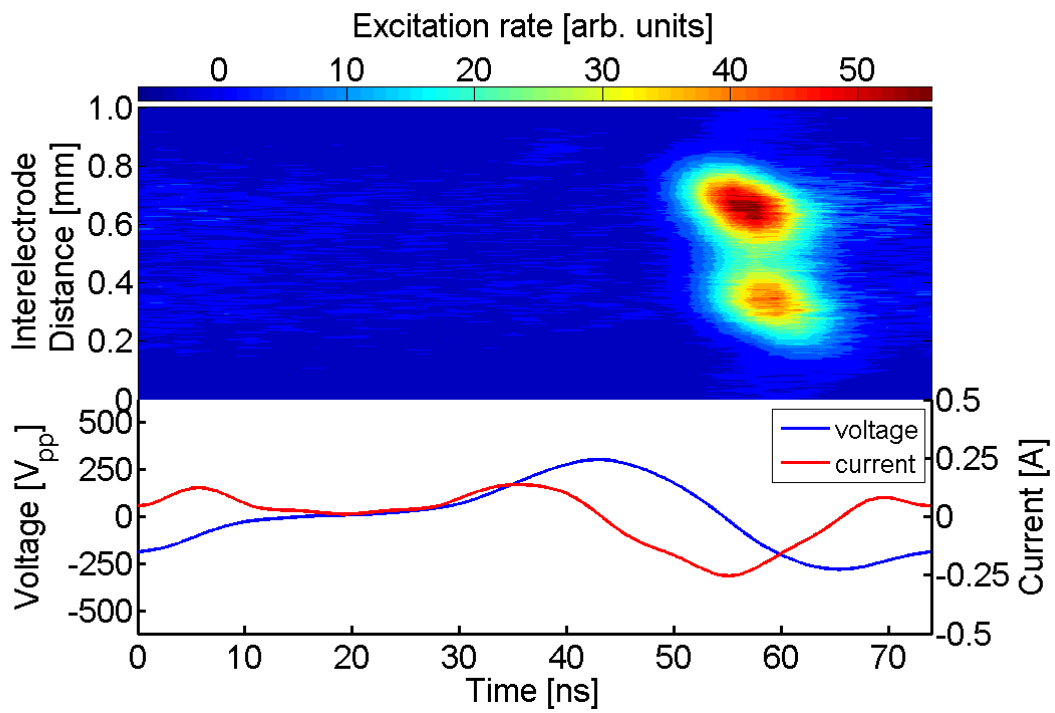 Excitation rate [arb. units]
0 10 20 30 40 50
Interelectrode
Distance [mm]
1.0
0.8
0.6
0.4
0.2
0
Voltage [Vpp]
500
250
0
-250
-500
voltage
current
0.5
0.25
0
-0.25
-0.5
Current [A]
0 10 20 30 40 50 60 70
Time [ns]